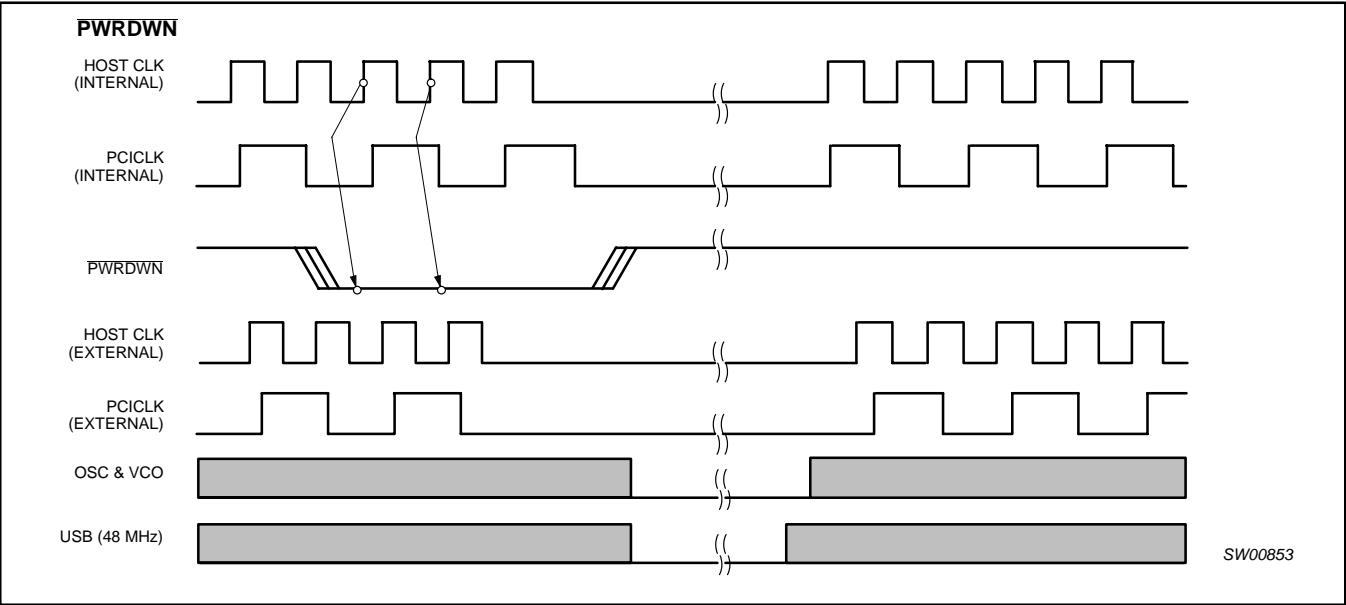 PWRDWN
HOST CLK
(INTERNAL)
PCICLK
(INTERNAL)
PWRDWN
HOST CLK
(EXTERNAL)
PCICLK
(EXTERNAL)
OSC & VCO
USB (48 MHz)
SW00853